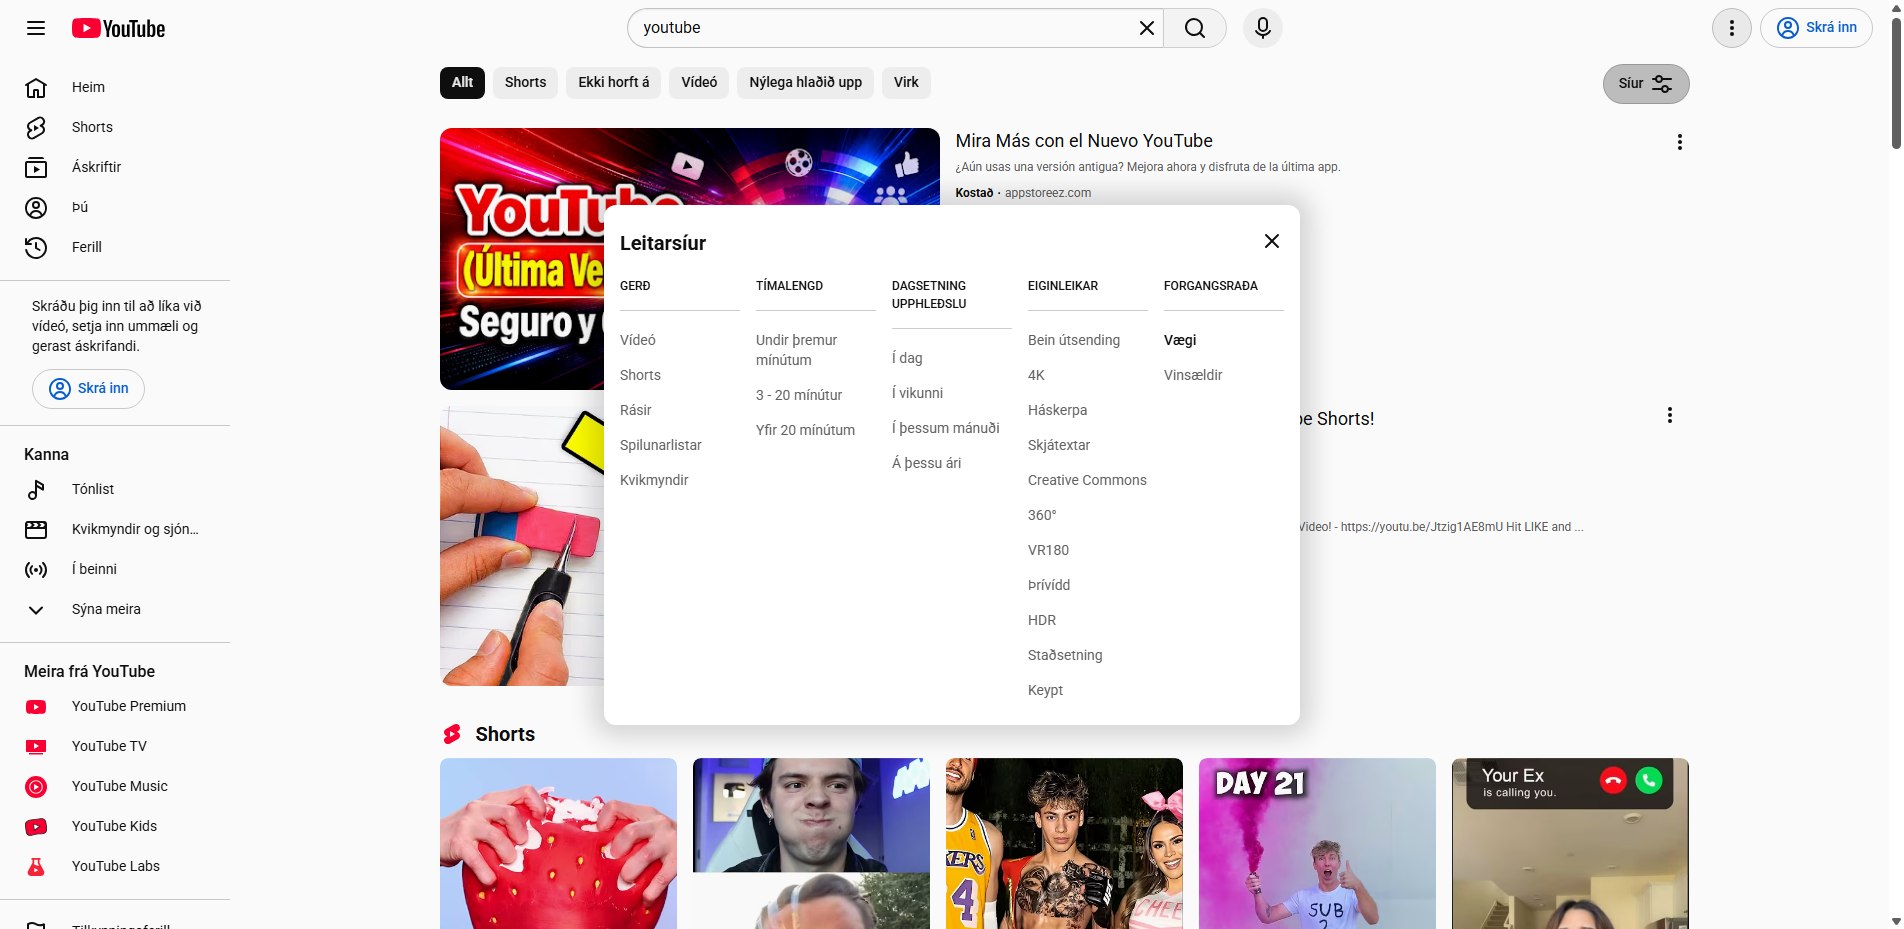 YouTube
youtube
Skrá inn
Heim
Shorts
Áskriftir
Þú
Ferill
Skráðu þig inn til að líka við
vídeó, setja inn ummæli og
gerast áskrifandi.
Skrá inn
Kanna
Tónlist
Kvikmyndir og sjón...
Í beinni
Sýna meira
Meira frá YouTube
YouTube Premium
YouTube TV
YouTube Music
YouTube Kids
YouTube Labs
Allt
Shorts
Ekki horft á
Vídeó
Nýlega hlaðið upp
Virk
Síur
YouTube
(Última Ve
Seguro y
Mira Más con el Nuevo YouTube
¿Aún usas una versión antigua? Mejora ahora y disfruta de la última app.
Kostað · appstoreez.com
Leitarsíur
GERÐ
Vídeó
Shorts
Rásir
Spilunarlistar
Kvikmyndir
TÍMALENGD
Undir þremur
mínútum
3 - 20 mínútur
Yfir 20 mínútum
DAGSETNING
UPPHLEÐSLU
Í dag
Í vikunni
Í þessum mánuði
Á þessu ári
EIGINLEIKAR
Bein útsending
4K
Háskerpa
Skjátextar
Creative Commons
360°
VR180
Þrívídd
HDR
Staðsetning
Keypt
FORGANGSRAÐA
Vægi
Vinsældir
be Shorts!
Video! - https://youtu.be/Jtzig1AE8mU Hit LIKE and ...
Shorts
KERS
4
CHEE
DAY 21
SUB
2
Your Ex
is calling you.